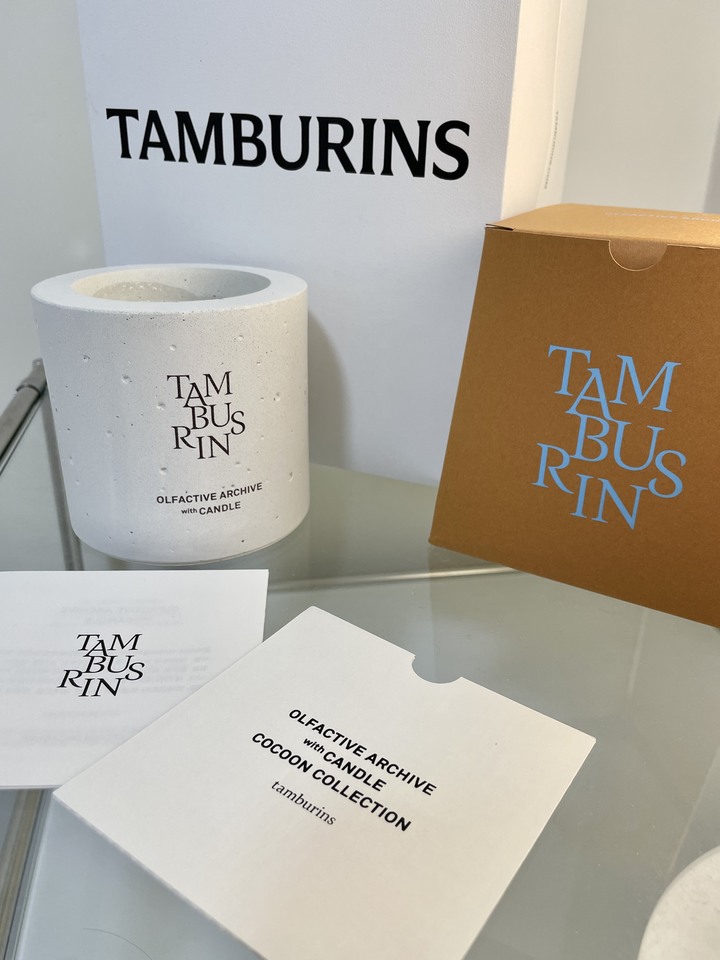 TAMBURINS
TAM
BUS
RIN
OLFACTIVE ARCHIVE
with CANDLE
TAM
BUS
RIN
TAM
BUS
RIN
OLFACTIVE ARCHIVE
with CANDLE
COCOON COLLECTION
tamburins